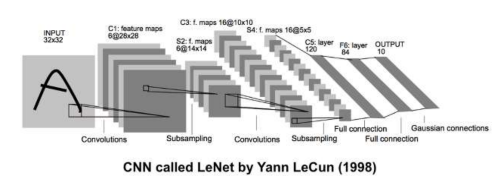 INPUT
32x32
C1: feature maps
6@28x28
S2: f. maps
6@14x14
C3: f. maps 16@10x10
S4: f. maps 16@5x5
C5: layer
120
F6: layer
84
OUTPUT
10
Convolutions
Subsampling
Convolutions
Subsampling
Full connection
Full connection
Gaussian connections
CNN called LeNet by Yann LeCun (1998)